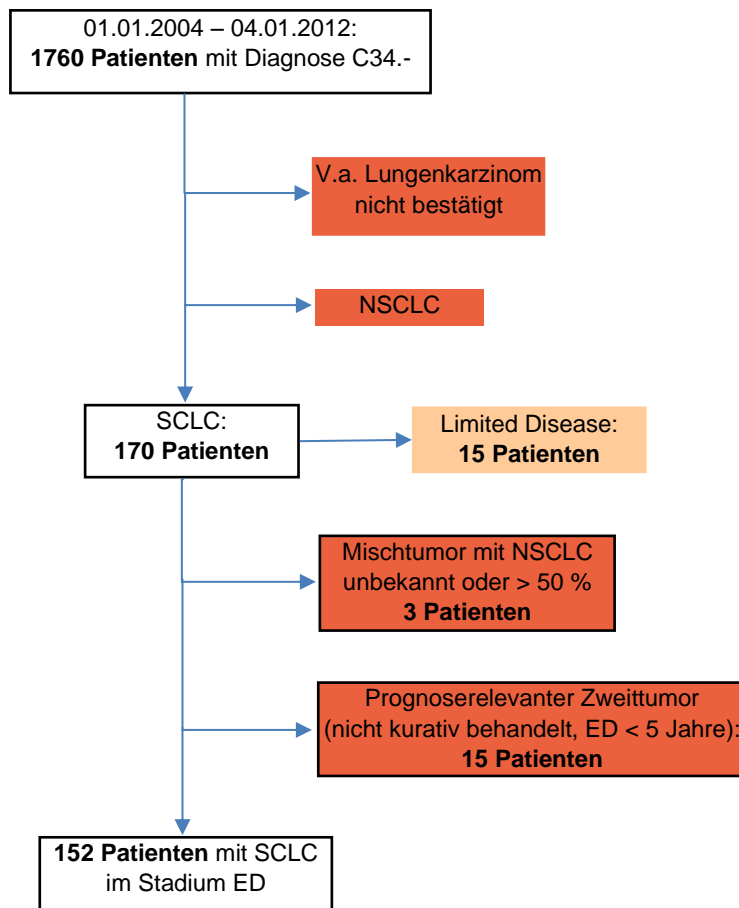 01.01.2004 – 04.01.2012:
1760 Patienten mit Diagnose C34.-
V.a. Lungenkarzinom
nicht bestätigt
NSCLC
SCLC:
170 Patienten
Limited Disease:
15 Patienten
Mischtumor mit NSCLC
unbekannt oder > 50 %
3 Patienten
Prognoserelevanter Zweittumor
(nicht kurativ behandelt, ED < 5 Jahre):
15 Patienten
152 Patienten mit SCLC
im Stadium ED